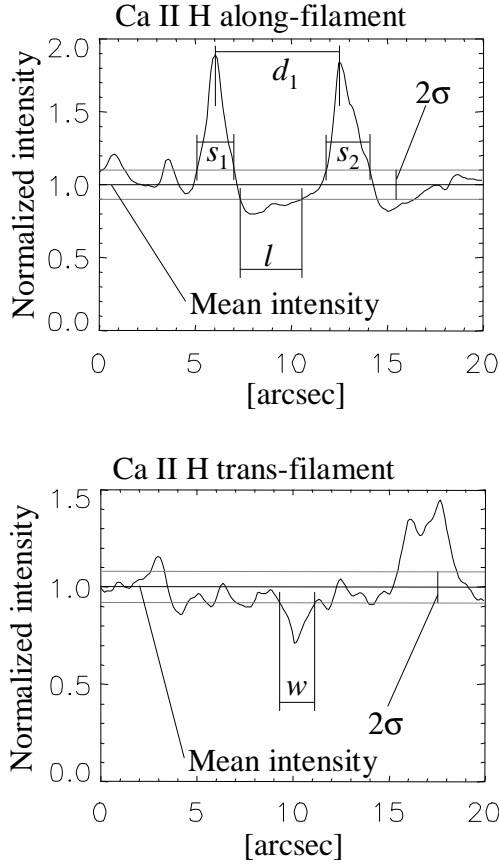 Ca II H along-filament
Normalized intensity
2.0
1.5
1.0
0.5
0.0
d1
2σ
s1
s2
l
Mean intensity
0 5 10 15 20
[arcsec]
Ca II H trans-filament
Normalized intensity
1.5
1.0
0.5
0.0
w
2σ
Mean intensity
0 5 10 15 20
[arcsec]